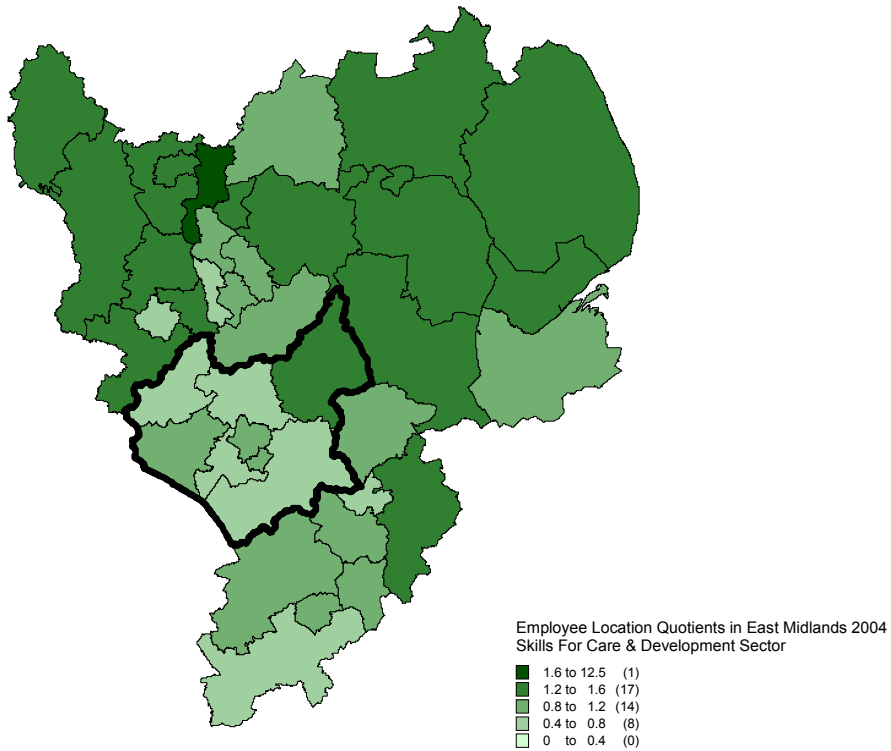 Employee Location Quotients in East Midlands 2004
Skills For Care & Development Sector
1.6 to 12.5 (1)
1.2 to 1.6 (17)
0.8 to 1.2 (14)
0.4 to 0.8 (8)
0 to 0.4 (0)